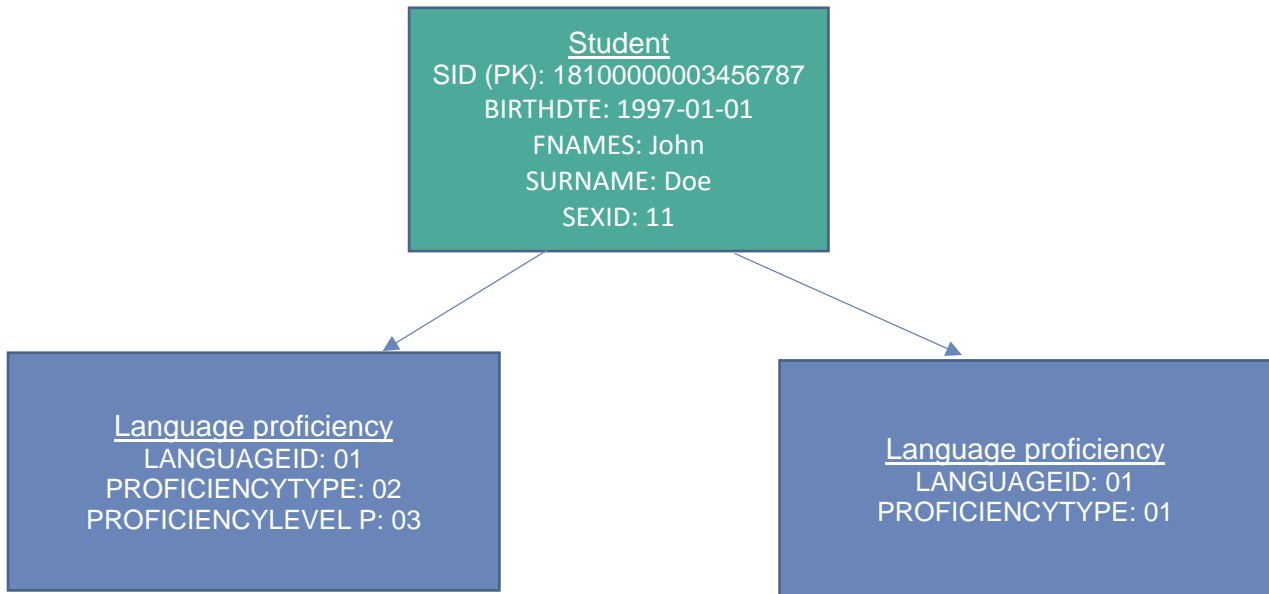 Student
SID (PK): 18100000003456787
BIRTHDTE: 1997-01-01
FNAMES: John
SURNAME: Doe
SEXID: 11
Language proficiency
LANGUAGEID: 01
PROFICIENCYTYPE: 02
PROFICIENCYLEVEL P: 03
Language proficiency
LANGUAGEID: 01
PROFICIENCYTYPE: 01